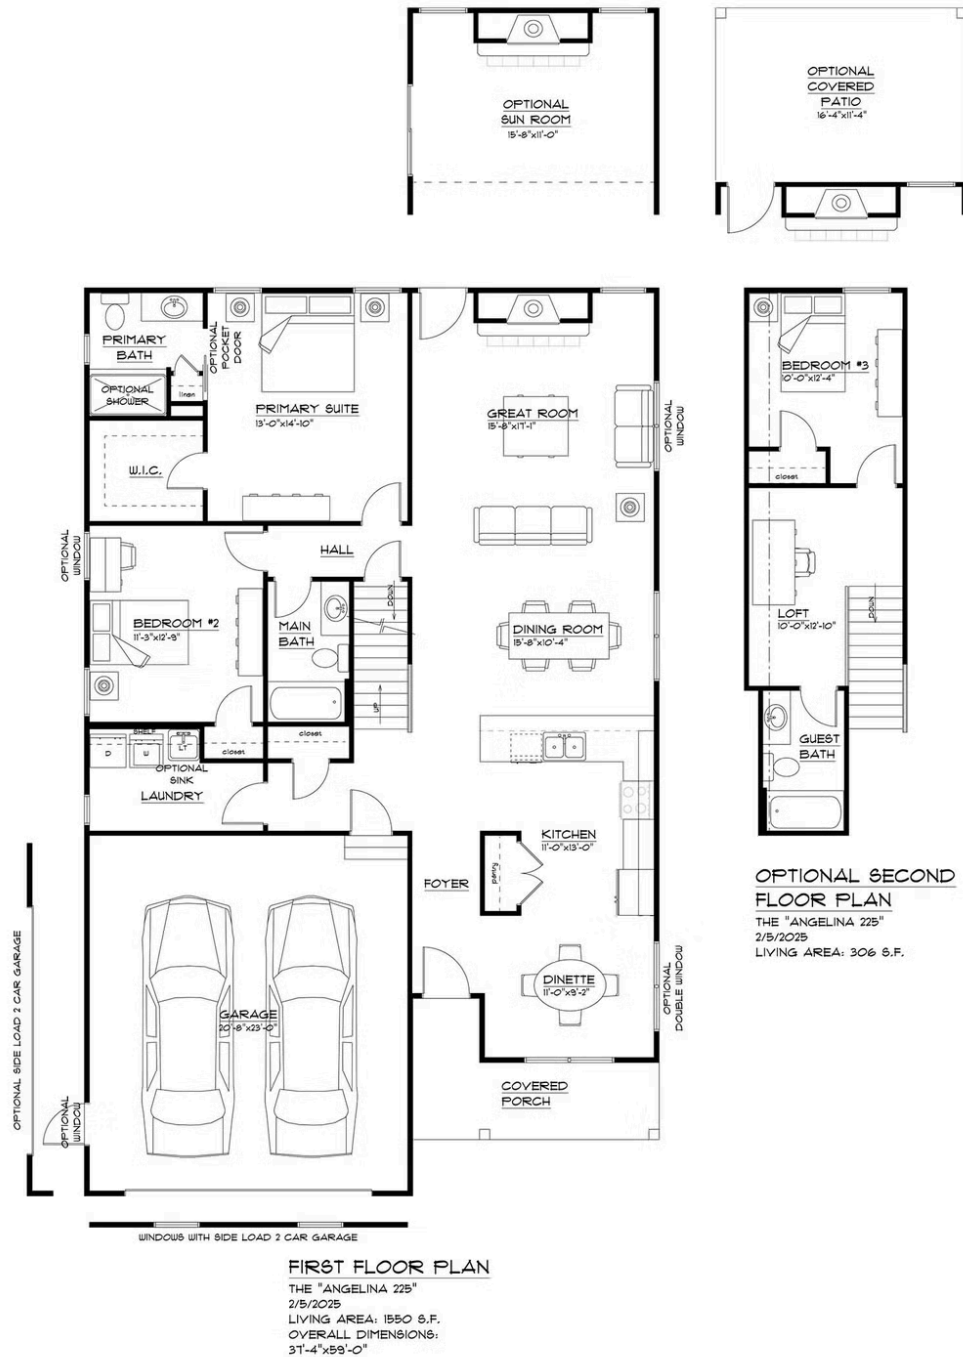 OPTIONAL
SUN ROOM
15'-8"x11'-0"
OPTIONAL
COVERED
PATIO
16'-4"x11'-4"
PRIMARY
BATH
OPTIONAL
SHOWER
linen
OPTIONAL
POCKET
DOOR
PRIMARY SUITE
13'-0"x14'-10"
W.I.C.
GREAT ROOM
15'-8"x17'-1"
OPTIONAL
WINDOW
BEDROOM #3
10'-0"x12'-4"
closet
OPTIONAL
WINDOW
HALL
BEDROOM #2
11'-3"x12'-9"
MAIN
BATH
DOWN
UP
DINING ROOM
15'-8"x10'-4"
LOFT
10'-0"x12'-10"
DOWN
GUEST
BATH
SHELF
D
W
LT
OPTIONAL
SINK
closet
closet
LAUNDRY
KITCHEN
11'-0"x13'-0"
pantry
FOYER
DINETTE
11'-0"x9'-2"
OPTIONAL
DOUBLE WINDOW
OPTIONAL SECOND
FLOOR PLAN
THE "ANGELINA 225"
2/5/2025
LIVING AREA: 306 S.F.
GARAGE
20'-8"x23'-0"
OPTIONAL SIDE LOAD 2 CAR GARAGE
OPTIONAL
WINDOW
COVERED
PORCH
WINDOWS WITH SIDE LOAD 2 CAR GARAGE
FIRST FLOOR PLAN
THE "ANGELINA 225"
2/5/2025
LIVING AREA: 1550 S.F.
OVERALL DIMENSIONS:
37'-4"x59'-0"